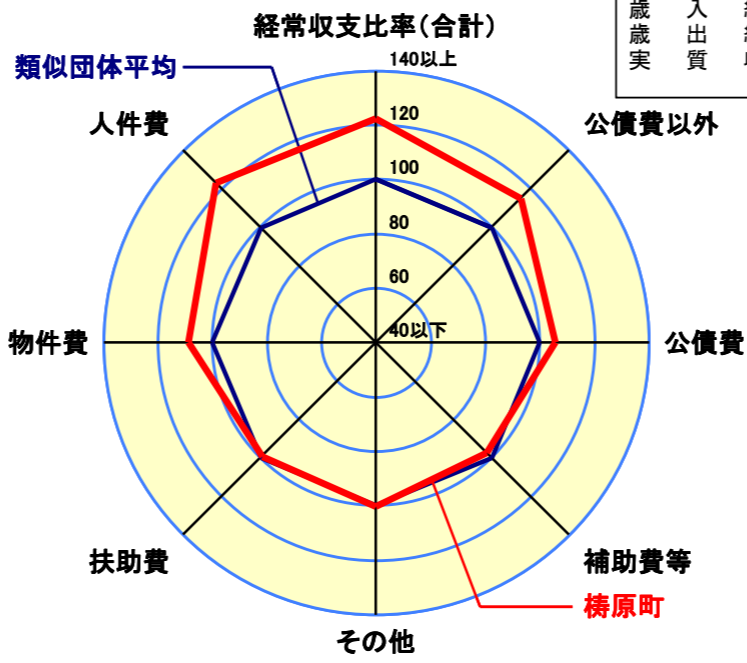 経常収支比率(合計)
歳 入
歳 出
実 質
類似団体平均
140以上
人件費
120
公債費以外
100
80
60
物件費
40以下
公債費
扶助費
補助費等
梼原町
その他